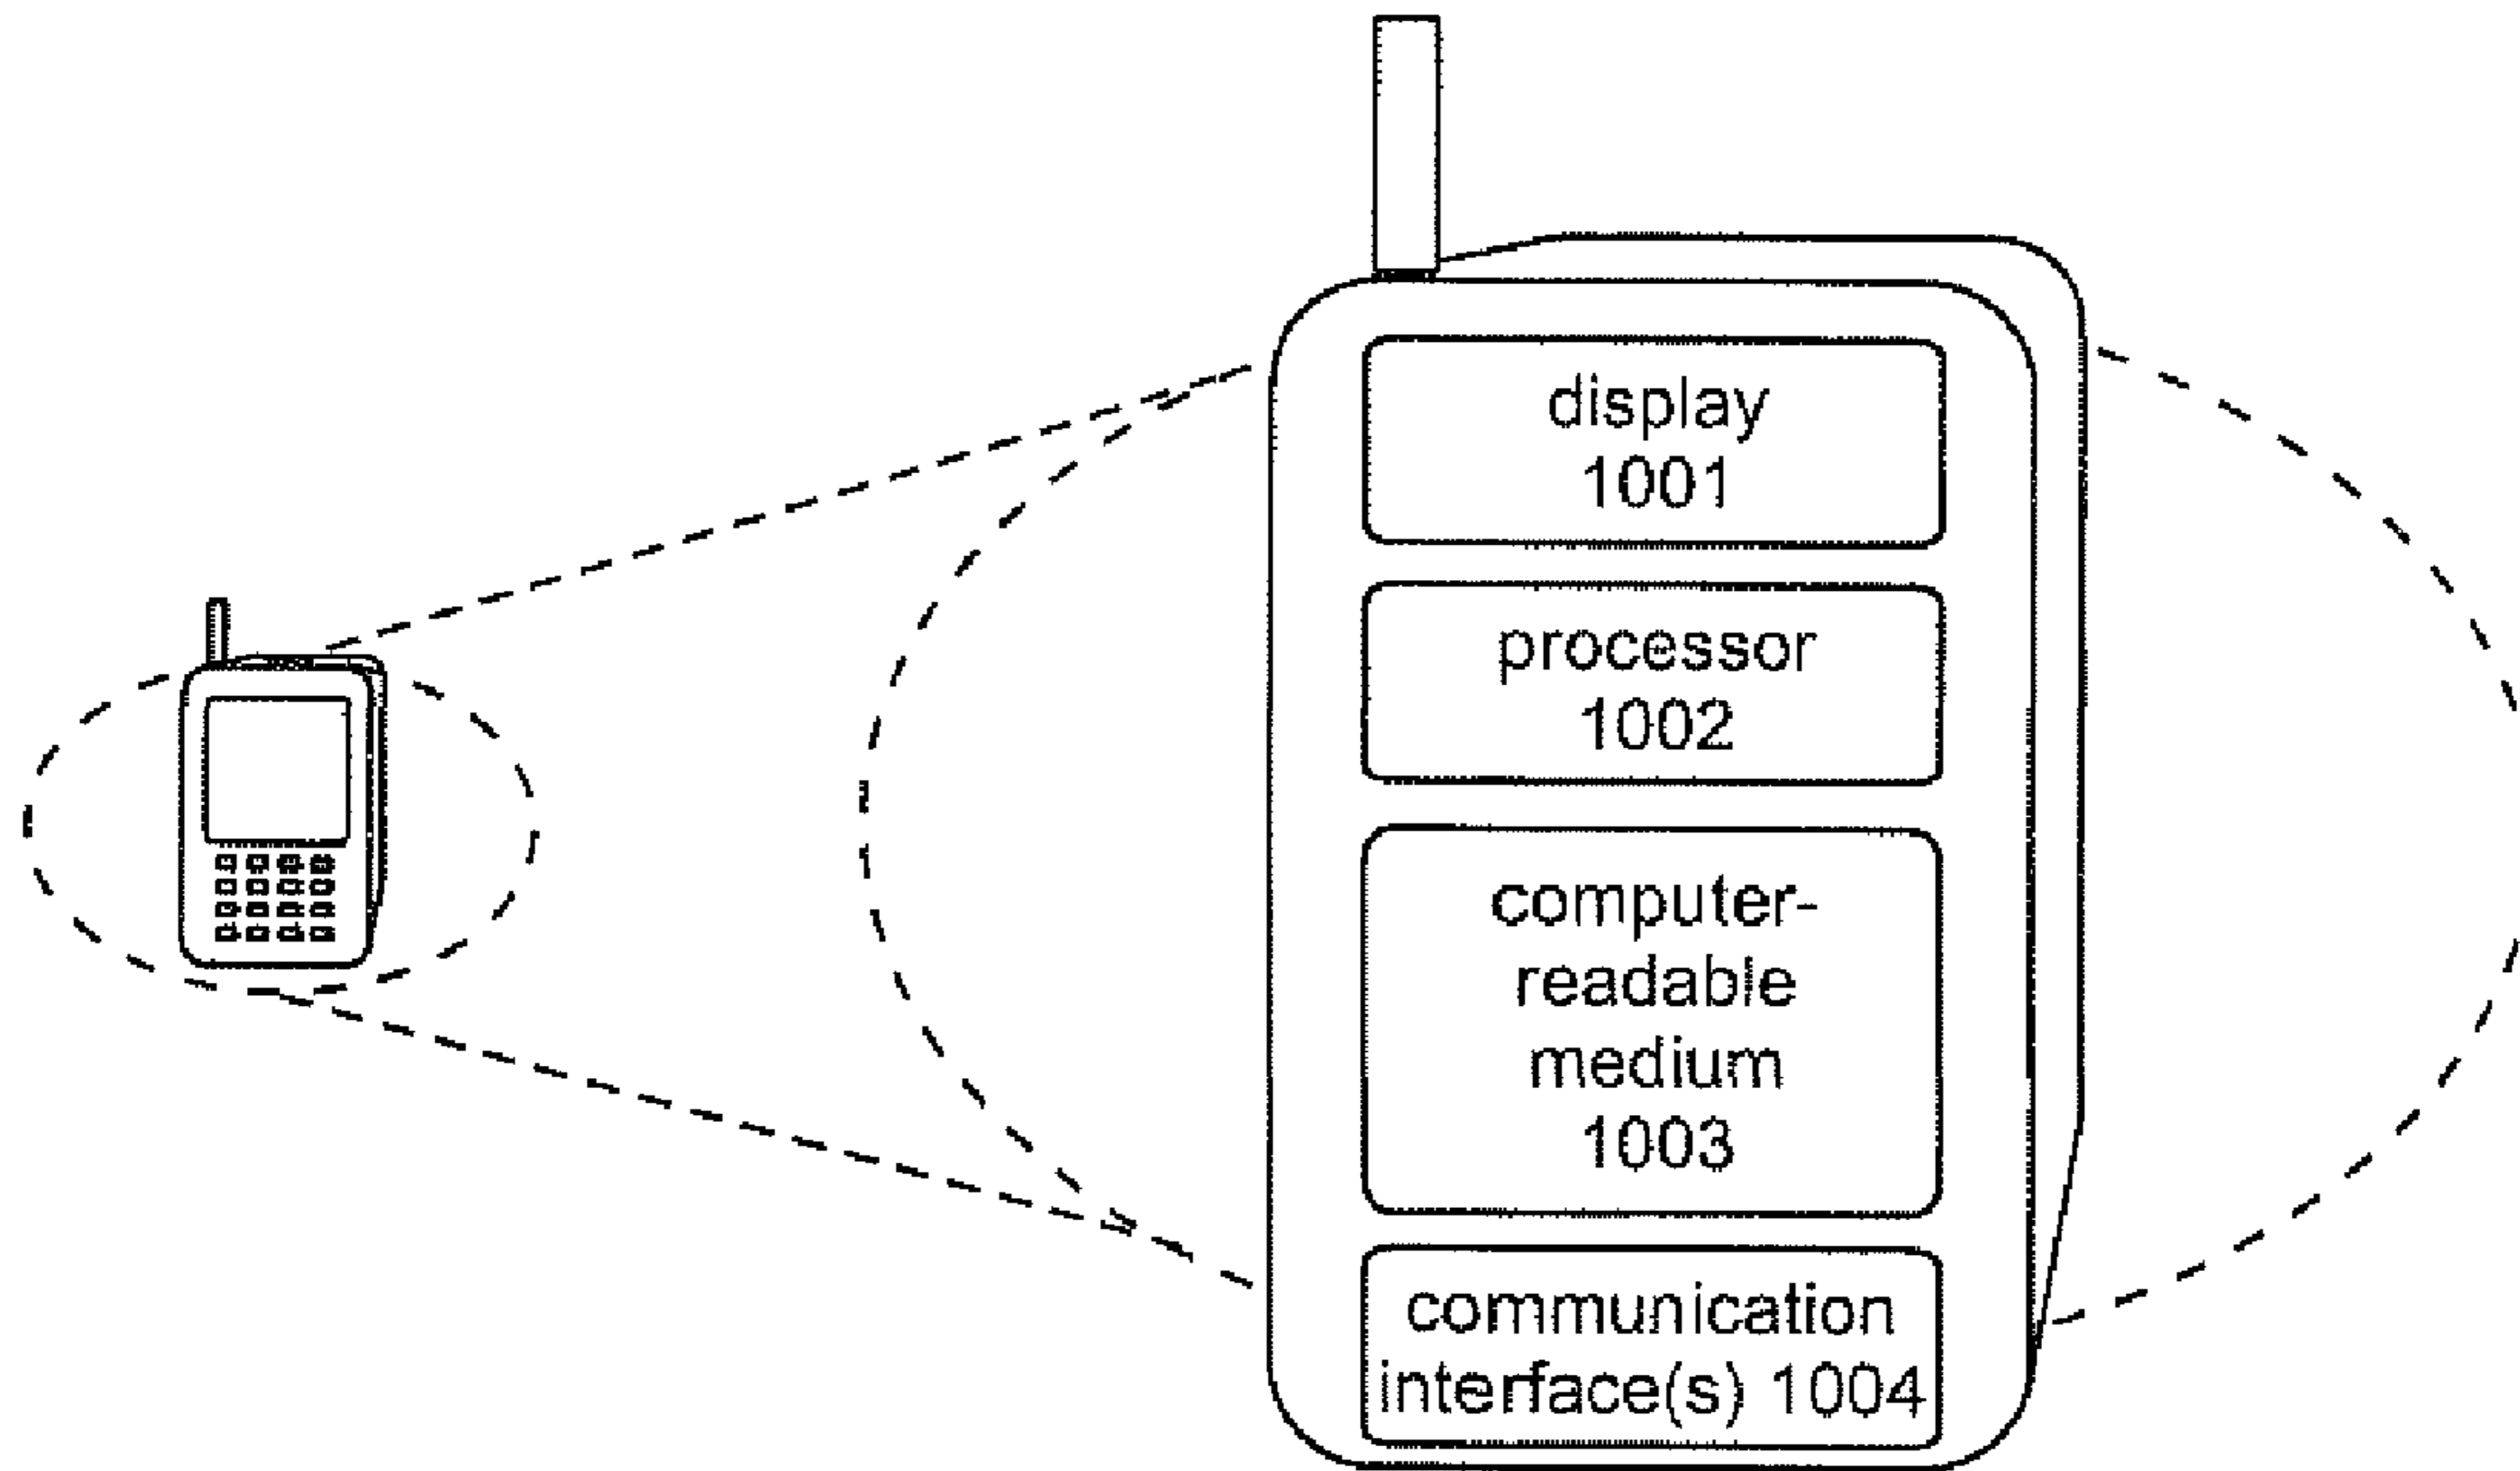 display
1001
processor
1002
computer-
readable
medium
1003
communication
interface(s) 1004